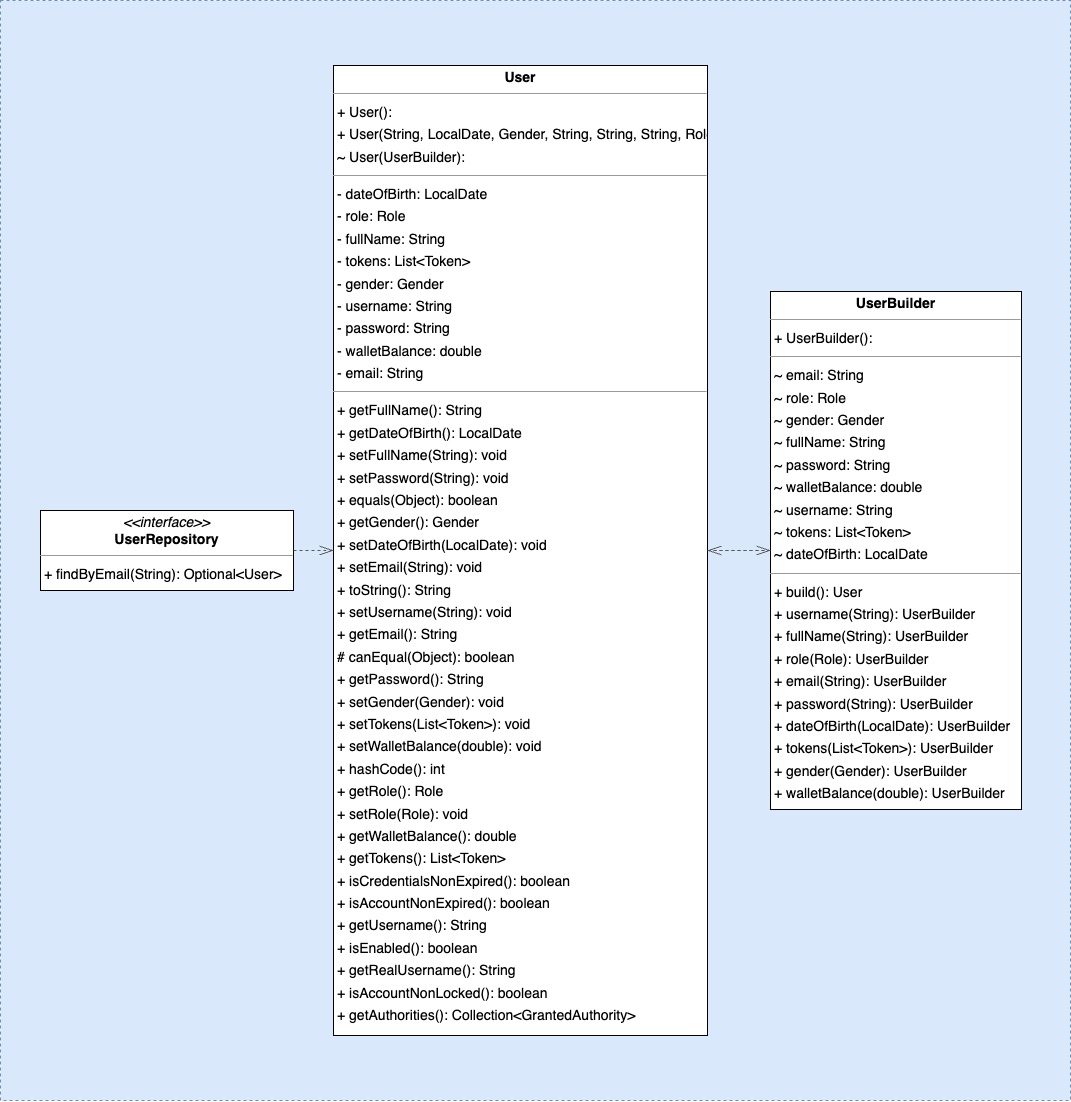 User
+ User():
+ User(String, LocalDate, Gender, String, String, String, Rol
~ User(UserBuilder):
- dateOfBirth: LocalDate
- role: Role
- fullName: String
- tokens: List<Token>
- gender: Gender
- username: String
- password: String
- walletBalance: double
- email: String
+ getFullName(): String
+ getDateOfBirth(): LocalDate
+ setFullName(String): void
+ setPassword(String): void
+ equals(Object): boolean
+ getGender(): Gender
+ setDateOfBirth(LocalDate): void
+ setEmail(String): void
+ toString(): String
+ setUsername(String): void
+ getEmail(): String
# canEqual(Object): boolean
+ getPassword(): String
+ setGender(Gender): void
+ setTokens(List<Token>): void
+ setWalletBalance(double): void
+ hashCode(): int
+ getRole(): Role
+ setRole(Role): void
+ getWalletBalance(): double
+ getTokens(): List<Token>
+ isCredentialsNonExpired(): boolean
+ isAccountNonExpired(): boolean
+ getUsername(): String
+ isEnabled(): boolean
+ getRealUsername(): String
+ isAccountNonLocked(): boolean
+ getAuthorities(): Collection<GrantedAuthority>
<<interface>>
UserRepository
+ findByEmail(String): Optional<User>
UserBuilder
+ UserBuilder():
~ email: String
~ role: Role
~ gender: Gender
~ fullName: String
~ password: String
~ walletBalance: double
~ username: String
~ tokens: List<Token>
~ dateOfBirth: LocalDate
+ build(): User
+ username(String): UserBuilder
+ fullName(String): UserBuilder
+ role(Role): UserBuilder
+ email(String): UserBuilder
+ password(String): UserBuilder
+ dateOfBirth(LocalDate): UserBuilder
+ tokens(List<Token>): UserBuilder
+ gender(Gender): UserBuilder
+ walletBalance(double): UserBuilder